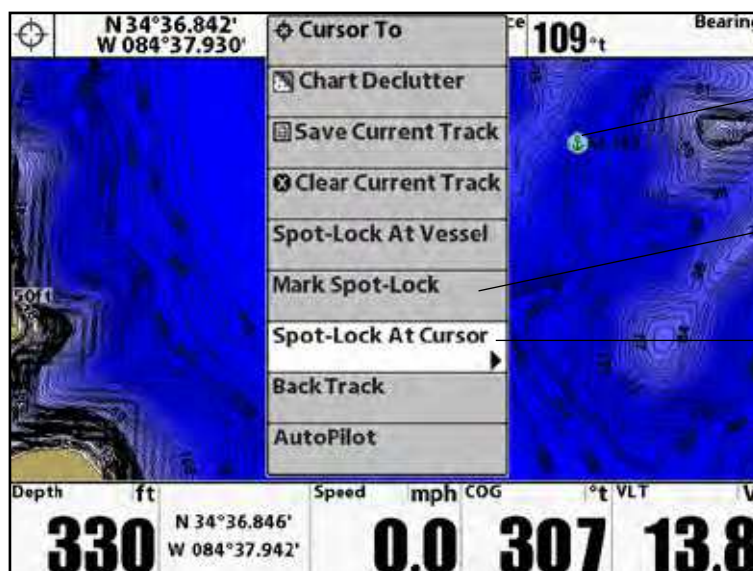 N 34°36.842'
W 084°37.930'
ce
109°t
Bearing
Cursor To
Chart Declutter
Save Current Track
Clear Current Track
Spot-Lock At Vessel
Mark Spot-Lock
Spot-Lock At Cursor
BackTrack
AutoPilot
50ft
Depth ft
330
N 34°36.846'
W 084°37.942'
Speed mph
0.0
COG °t
307
VLT V
13.8